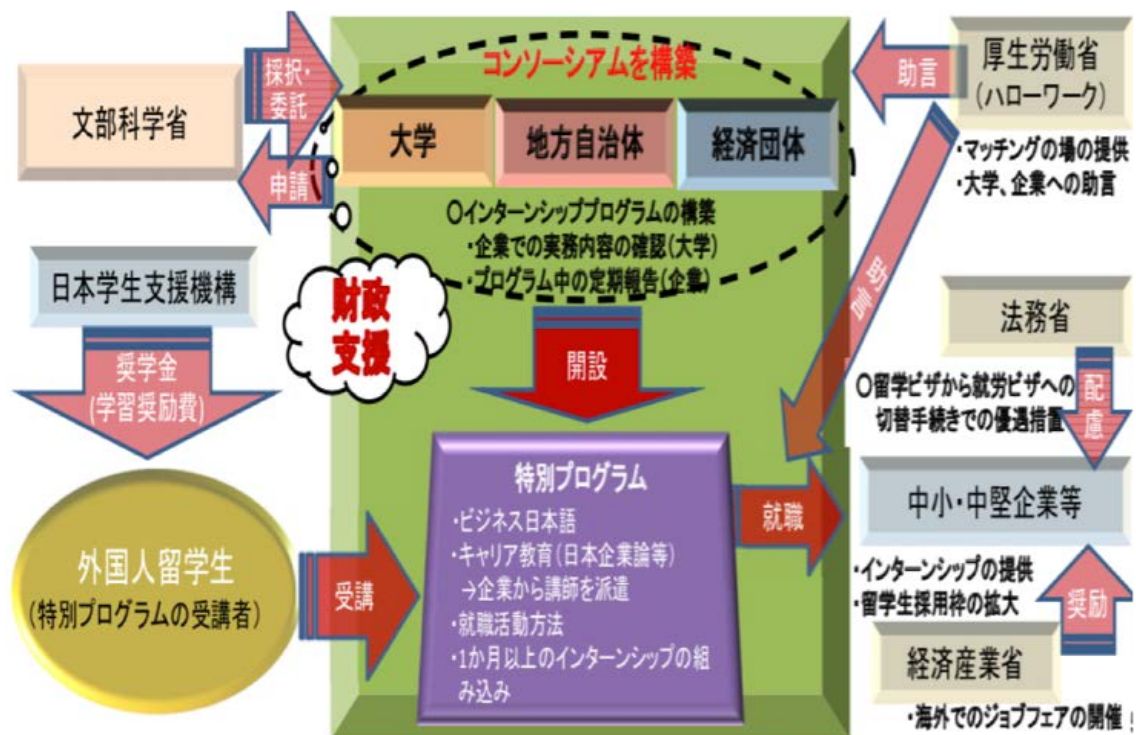 文部科学省
採択・
委託
申請
コンソーシアムを構築
大学
地方自治体
経済団体
〇インターンシッププログラムの構築
・企業での実務内容の確認(大学)
・プログラム中の定期報告(企業)
財政
支援
開設
日本学生支援機構
奨学金
(学習奨励費)
外国人留学生
(特別プログラムの受講者)
受講
特別プログラム
・ビジネス日本語
・キャリア教育(日本企業論等)
→企業から講師を派遣
・就職活動方法
・1か月以上のインターンシップの組
み込み
就職
助言
厚生労働省
(ハローワーク)
・マッチングの場の提供
・大学、企業への助言
助言
法務省
〇留学ビザから就労ビザへの
切替手続きでの優遇措置
配
慮
中小・中堅企業等
・インターンシップの提供
・留学生採用枠の拡大
奨励
経済産業省
・海外でのジョブフェアの開催